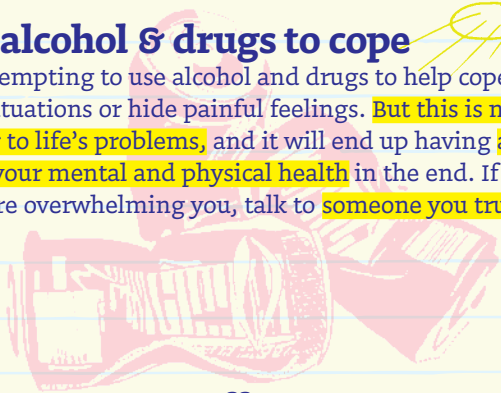 alcohol & drugs to cope
empting to use alcohol and drugs to help cope
tuations or hide painful feelings. But this is n
to life's problems, and it will end up having a
your mental and physical health in the end. If
re overwhelming you, talk to someone you tru